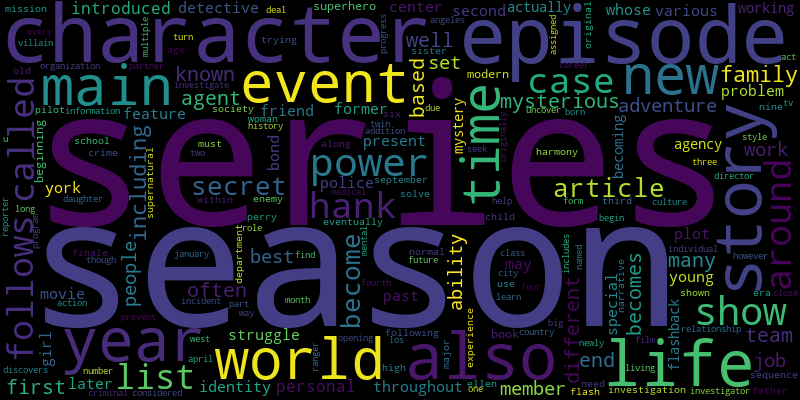 mission
introduced
detective
superhero
center
second
actually
whose
various
working
villain
every
multiple
turn
age
deal
angeles
trying
progress
sister
assigned
original
act
tv
character
episode
organization
partner
investigate
known
well
set
modern
career
old
main
event
based
case
new
family
problem
pilot
information
agent
society
former
due
six
mysterious
uncover
born
nine
feature
woman
friend
twin
addition
mystery
time
originally
adventure
history
u
beginning
school
crime
must
two
along
present
bond
seek
harmony
becoming
agency
three
style
director
series
called
including
supernatural
power
police
september
solve
york
daughter
secret
within
enemy
medical
help
form
third
culture
work
article
story
around
reporter
long
program
perry
role
hank
eventually
child
begin
plot
season
follows
finale
though
people
january
department
best
find
become
mental
normal
future
ability
class
city
use
learn
may
includes
named
different
special
narrative
becomes
many
individual
however
young
shown
era
close
movie
action
often
incident
month
part
way
past
fourth
four
book
country
big
newly
flashback
relationship
show
prevent
girl
year
west
april
struggle
ranger
opening
following
los
high
major
experience
also
end
film
life
living
team
job
sequence
discovers
first
later
number
list
criminal
considered
world
identity
personal
throughout
ellen
one
member
flash
need
investigation
investigator
father